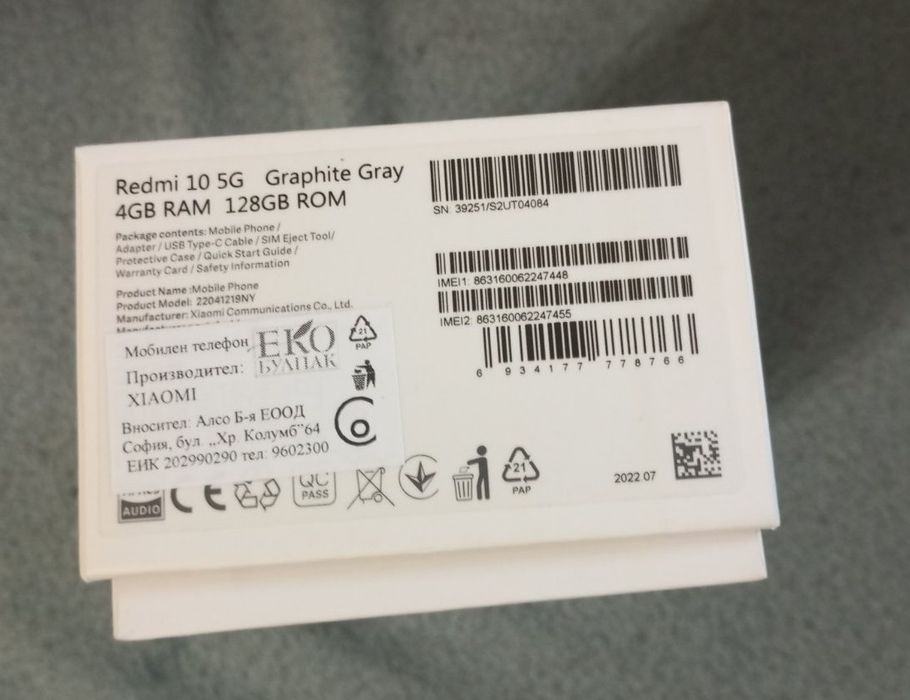 Redmi 10 5G Graphite Gray
4GB RAM 128GB ROM
Package contents: Mobile Phone /
Adapter / USB Type-C Cable / SIM Eject Tool/
Protective Case / Quick Start Guide /
Warranty Card / Safety Information
Product Name :Mobile Phone
Product Model: 22041219NY
Manufacturer: Xiaomi Communications Co., Ltd.
SN: 39251/S2UT04084
IMEI1: 863160062247448
IMEI2: 863160062247455
6 934177 778766
Мобилен телефон
ЕКО
БУЛПАК
21
PAP
Производител:
XIAOMI
Вносител: Алсо Б-я ЕООД
София, бул. „Хр. Колумб"64
ЕИК 202990290 тел: 9602300
AUDIO
CE
QC
PASS
21
PAP
2022.07